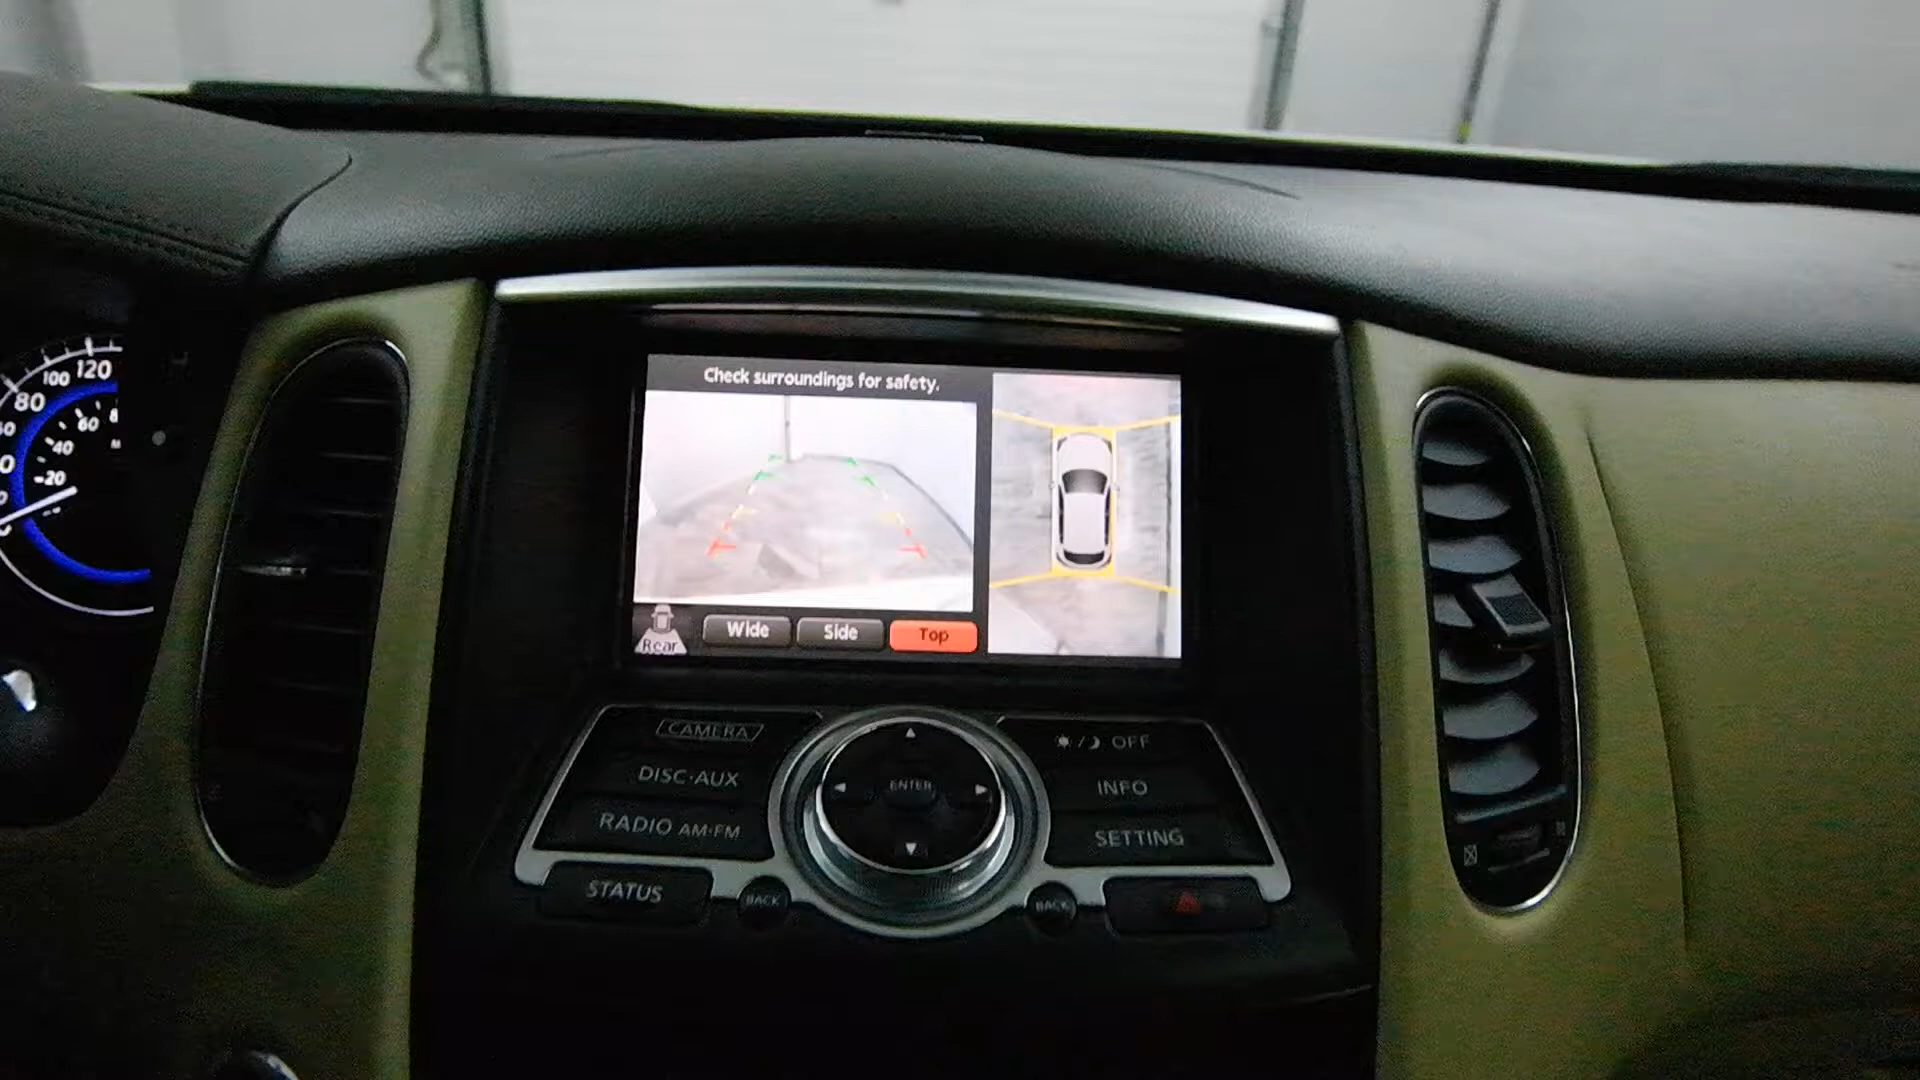 Check surroundings for safety.
Rear
Wide
Side
Top
120
100
80
60
40
20
CAMERA
DISC·AUX
RADIO AM·FM
STATUS
BACK
ENTER
BACK
OFF
INFO
SETTING